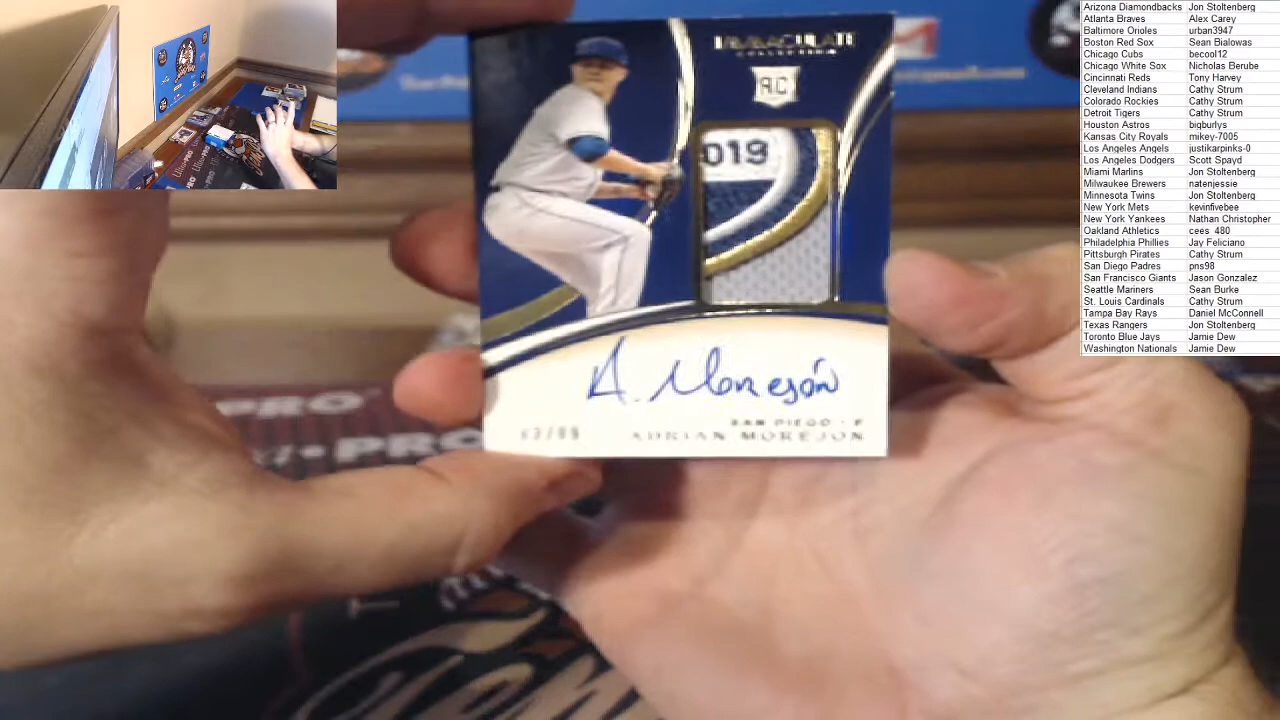 Arizona Diamondbacks Jon Stoltenberg
Atlanta Braves Alex Carey
Baltimore Orioles urban3947
Boston Red Sox Sean Bialowas
Chicago Cubs becool12
Chicago White Sox Nicholas Berube
Cincinnati Reds Tony Harvey
Cleveland Indians Cathy Strum
Colorado Rockies Cathy Strum
Detroit Tigers Cathy Strum
Houston Astros bigburlys
Kansas City Royals mikey-7005
Los Angeles Angels justikarpinks-0
Los Angeles Dodgers Scott Spayd
Miami Marlins Jon Stoltenberg
Milwaukee Brewers natenjessie
Minnesota Twins Jon Stoltenberg
New York Mets kevinfivebee
New York Yankees Nathan Christopher
Oakland Athletics cees_480
Philadelphia Phillies Jay Feliciano
Pittsburgh Pirates Cathy Strum
San Diego Padres pns98
San Francisco Giants Jason Gonzalez
Seattle Mariners Sean Burke
St. Louis Cardinals Cathy Strum
Tampa Bay Rays Daniel McConnell
Texas Rangers Jon Stoltenberg
Toronto Blue Jays Jamie Dew
Washington Nationals Jamie Dew
IMMACULATE
COLLECTION
RC
019
A. Morejón
SAN DIEGO - P
ADRIAN MOREJON
PRO
PRO